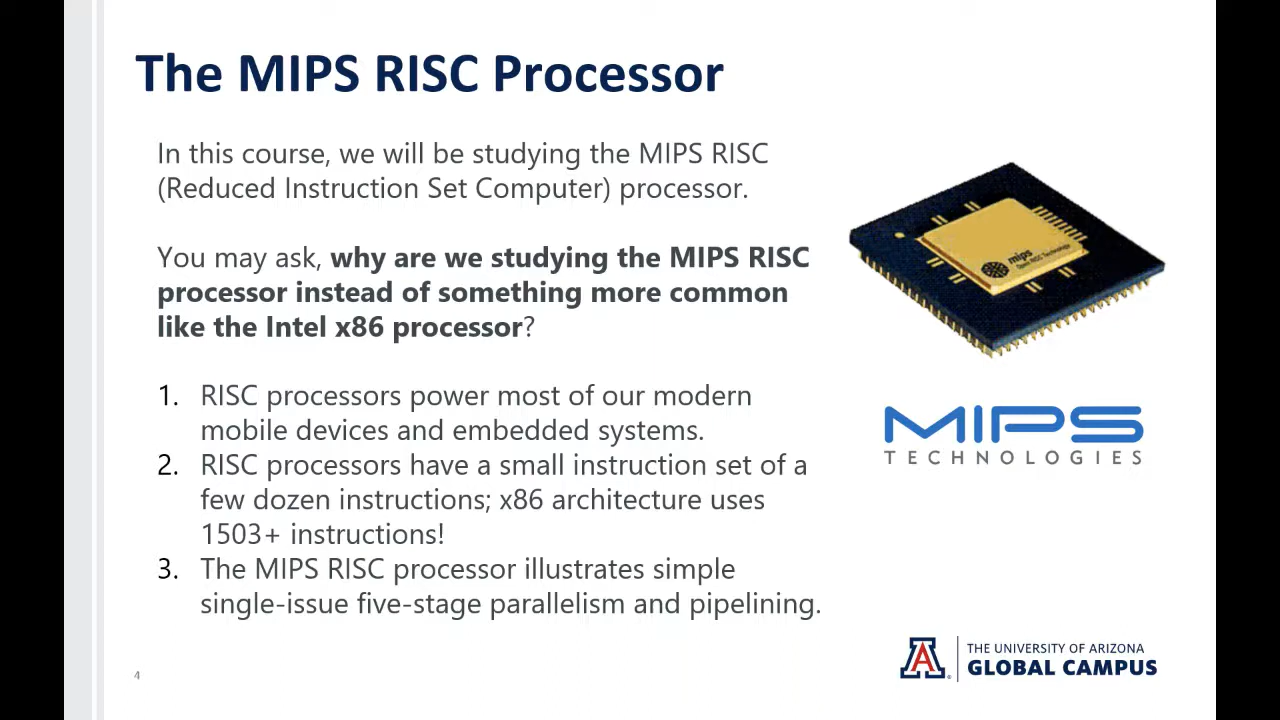 The MIPS RISC Processor
In this course, we will be studying the MIPS RISC
(Reduced Instruction Set Computer) processor.
You may ask, why are we studying the MIPS RISC
processor instead of something more common
like the Intel x86 processor?
1. RISC processors power most of our modern
mobile devices and embedded systems.
2. RISC processors have a small instruction set of a
few dozen instructions; x86 architecture uses
1503+ instructions!
3. The MIPS RISC processor illustrates simple
single-issue five-stage parallelism and pipelining.
mips
Open RISC Technology
MIPS
TECHNOLOGIES
4
A
THE UNIVERSITY OF ARIZONA
GLOBAL CAMPUS